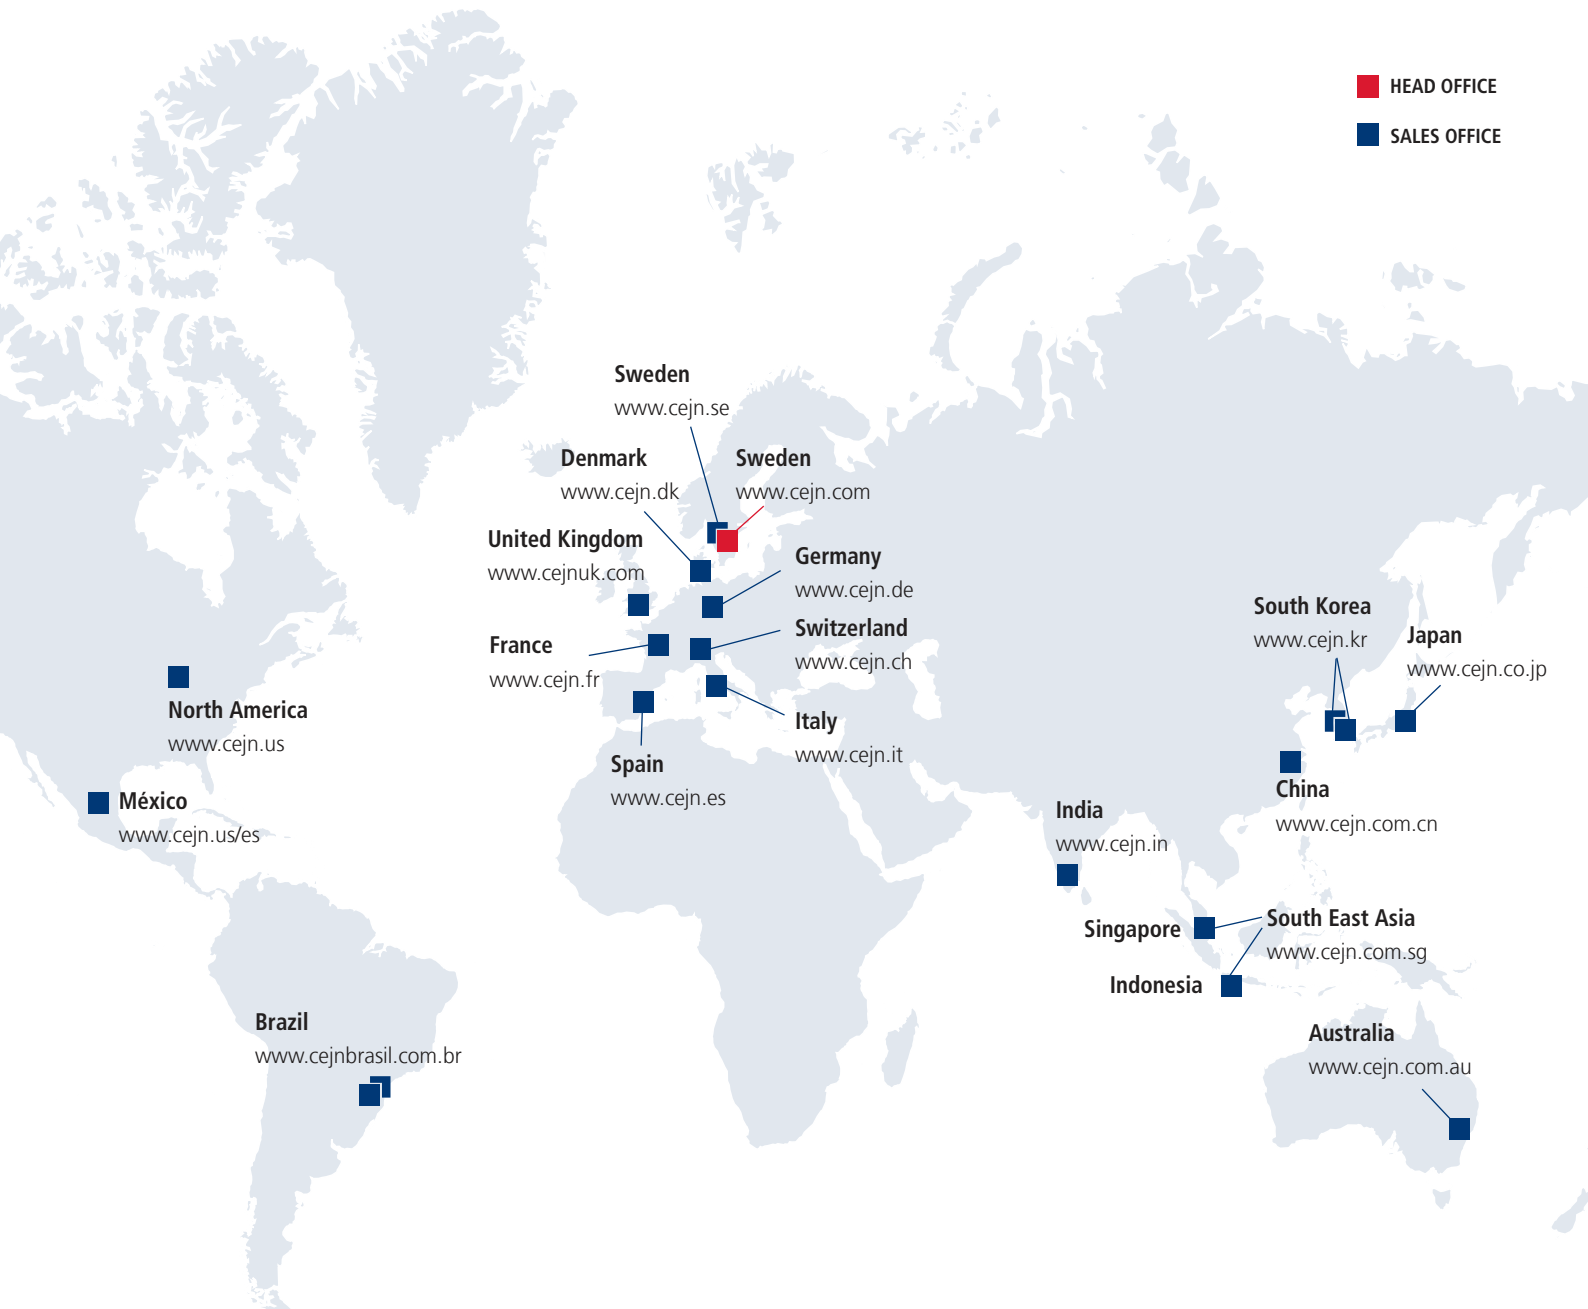 HEAD OFFICE
SALES OFFICE
Sweden
www.cejn.se
Denmark
www.cejn.dk
Sweden
www.cejn.com
United Kingdom
www.cejnuk.com
Germany
www.cejn.de
France
www.cejn.fr
Switzerland
www.cejn.ch
Italy
www.cejn.it
Spain
www.cejn.es
North America
www.cejn.us
México
www.cejn.us/es
Brazil
www.cejnbrasil.com.br
South Korea
www.cejn.kr
Japan
www.cejn.co.jp
China
www.cejn.com.cn
India
www.cejn.in
Singapore
South East Asia
www.cejn.com.sg
Indonesia
Australia
www.cejn.com.au